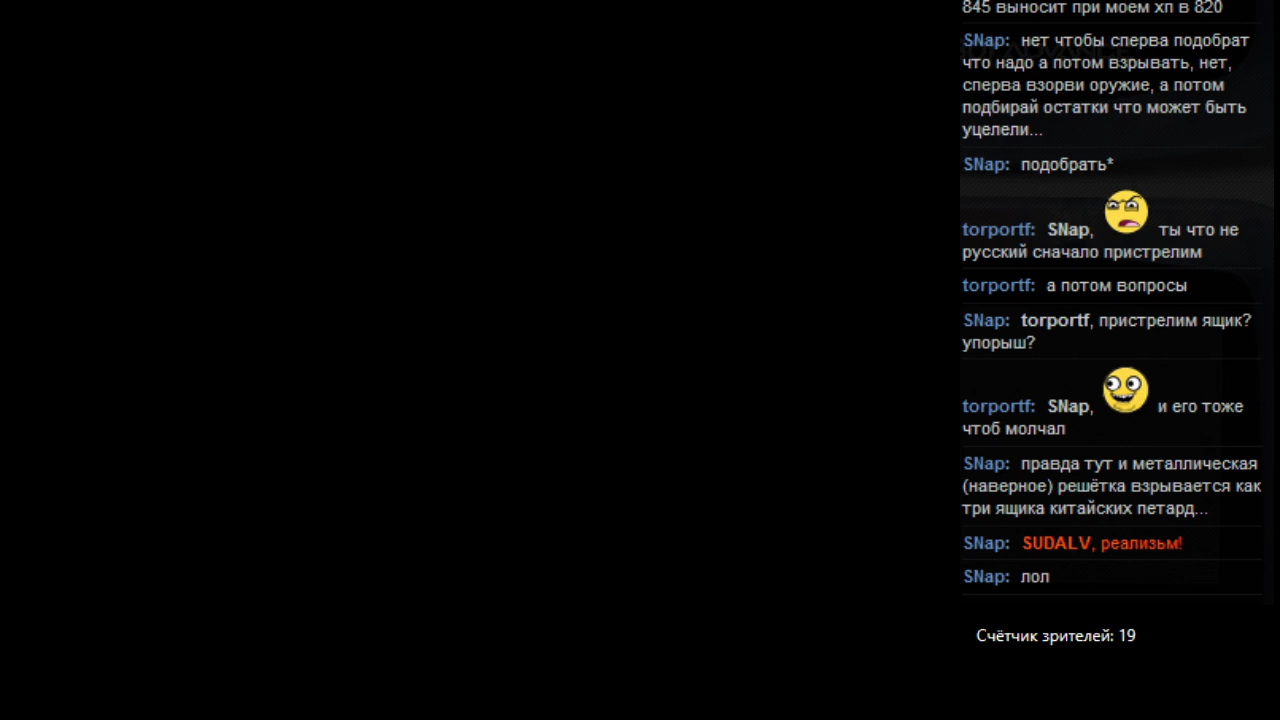 845 выносит при моем хп в 820
SNap: нет чтобы сперва подобрат
что надо а потом взрывать, нет,
сперва взорви оружие, а потом
подбирай остатки что может быть
уцелели...
SNap: подобрать*
torportf: SNap, ты что не
русский сначало пристрелим
torportf: а потом вопросы
SNap: torportf, пристрелим ящик?
упорыш?
torportf: SNap, и его тоже
чтоб молчал
SNap: правда тут и металлическая
(наверное) решётка взрывается как
три ящика китайских петард...
SNap: SUDALV, реализьм!
SNap: лол
Счётчик зрителей: 19